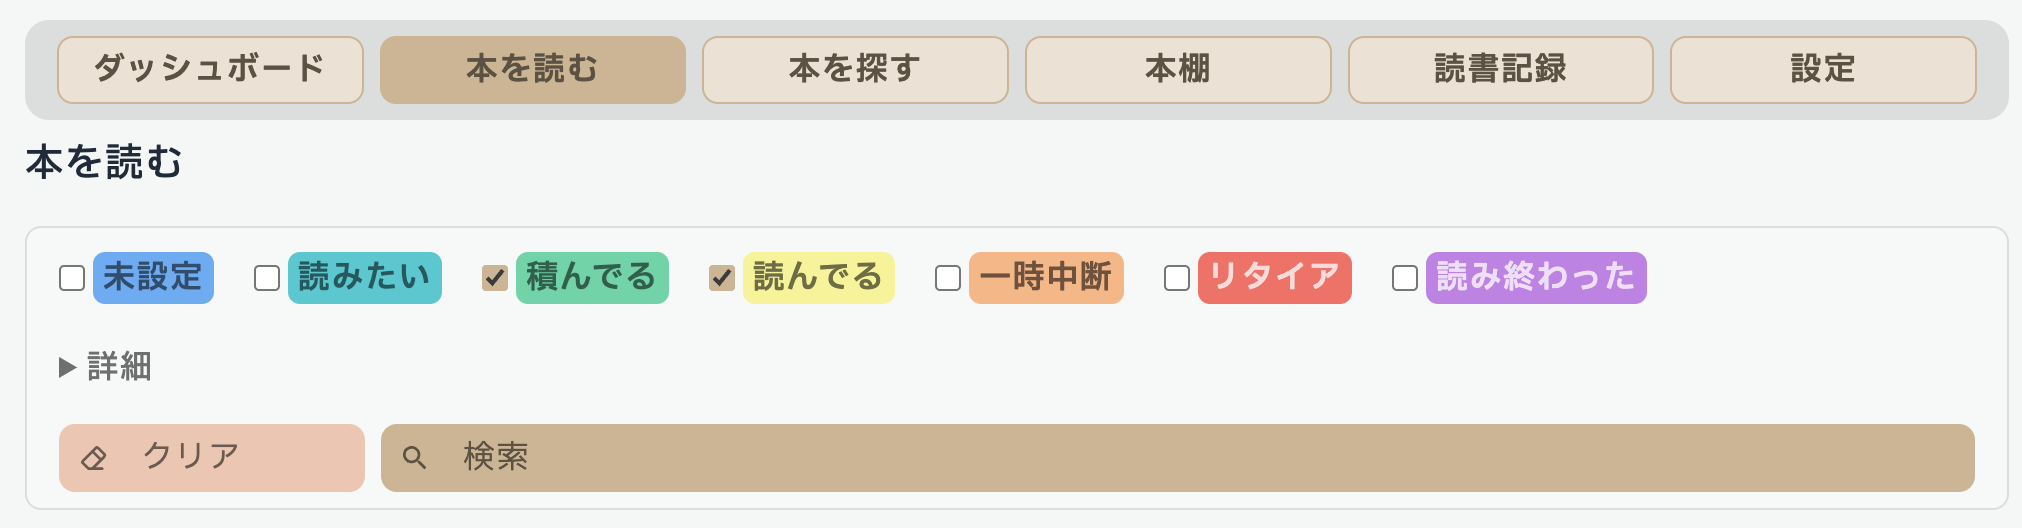 ダッシュボード 本を読む 本を探す 本棚 読書記録 設定
本を読む
未設定 読みたい 積んでる 読んでる 一時中断 リタイア 読み終わった
▶ 詳細
クリア 検索